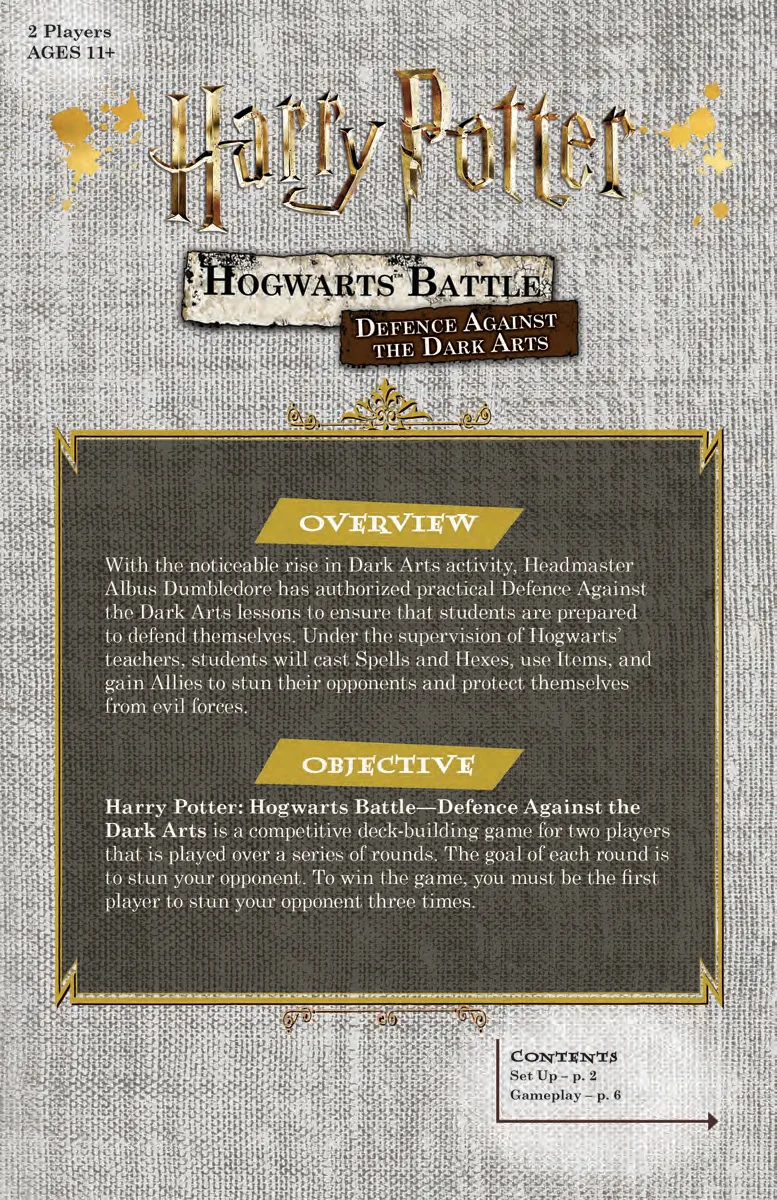 2 Players
AGES 11+
Harry Potter
HOGWARTS™ BATTLE
DEFENCE AGAINST
THE DARK ARTS
OVERVIEW
With the noticeable rise in Dark Arts activity, Headmaster
Albus Dumbledore has authorized practical Defence Against
the Dark Arts lessons to ensure that students are prepared
to defend themselves. Under the supervision of Hogwarts’
teachers, students will cast Spells and Hexes, use Items, and
gain Allies to stun their opponents and protect themselves
from evil forces.
OBJECTIVE
Harry Potter: Hogwarts Battle—Defence Against the
Dark Arts is a competitive deck-building game for two players
that is played over a series of rounds. The goal of each round is
to stun your opponent. To win the game, you must be the first
player to stun your opponent three times.
CONTENTS
Set Up – p. 2
Gameplay – p. 6